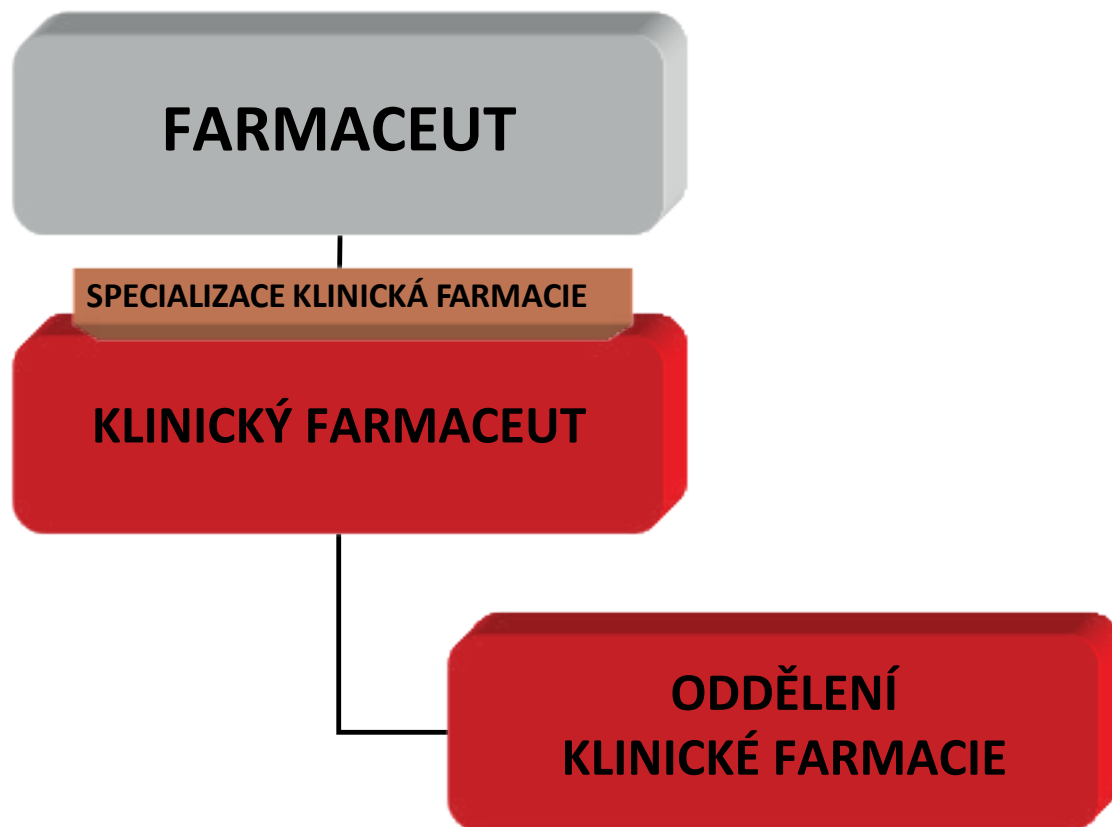 FARMACEUT
SPECIALIZACE KLINICKÁ FARMACIE
KLINICKÝ FARMACEUT
ODDĚLENÍ
KLINICKÉ FARMACIE